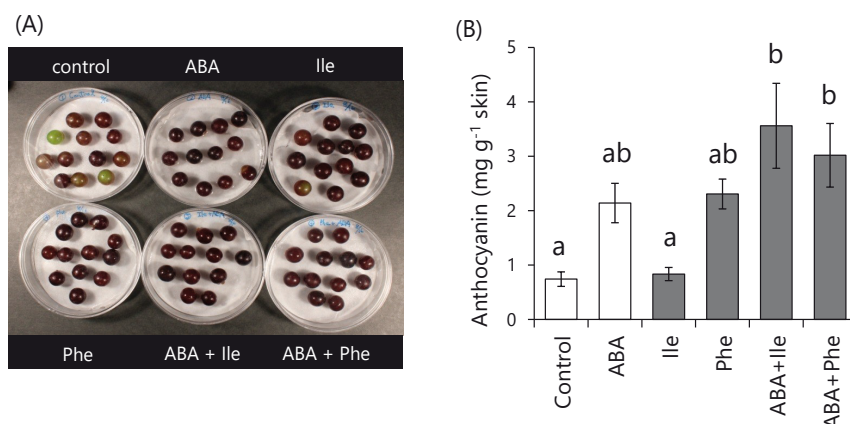 (A)
control ABA Ile
Phe ABA + Ile ABA + Phe
(B)
Anthocyanin (mg g⁻¹ skin)
5
4
3
2
1
0
a
ab
a
ab
b
b
Control
ABA
Ile
Phe
ABA+Ile
ABA+Phe